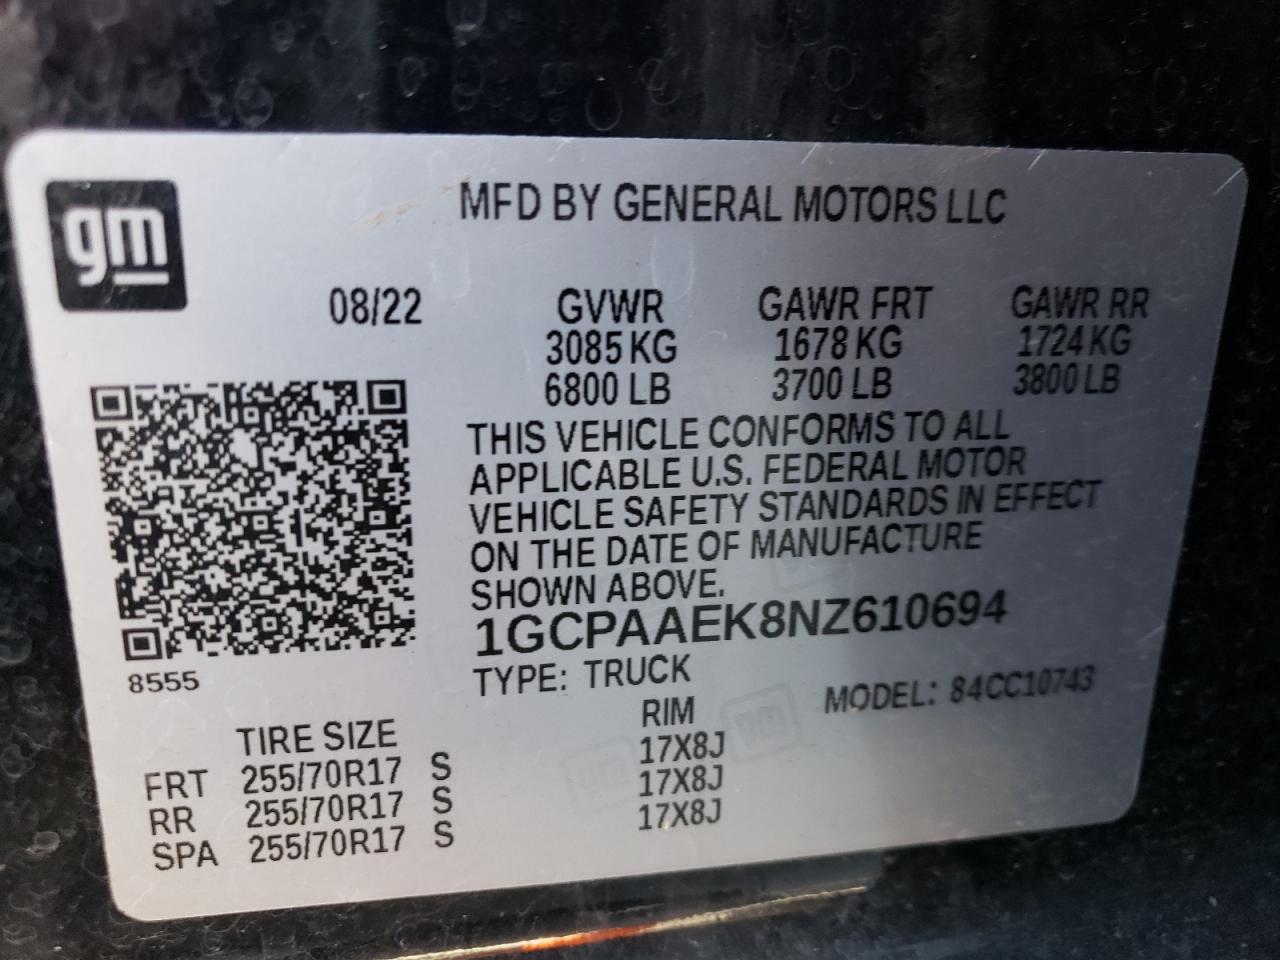 gm
MFD BY GENERAL MOTORS LLC
08/22 GVWR GAWR FRT GAWR RR
3085 KG 1678 KG 1724 KG
6800 LB 3700 LB 3800 LB
THIS VEHICLE CONFORMS TO ALL
APPLICABLE U.S. FEDERAL MOTOR
VEHICLE SAFETY STANDARDS IN EFFECT
ON THE DATE OF MANUFACTURE
SHOWN ABOVE.
1GCPAAEK8NZ610694
8555
TYPE: TRUCK MODEL: 84CC10743
TIRE SIZE RIM
FRT 255/70R17 S 17X8J
RR 255/70R17 S 17X8J
SPA 255/70R17 S 17X8J